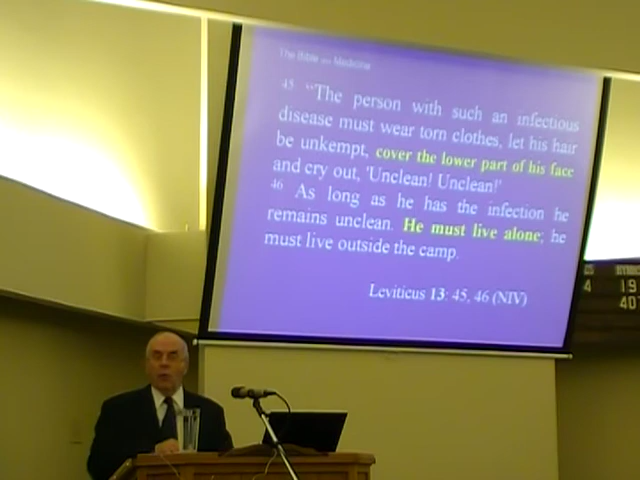 The Bible and Medicine
45 "The person with such an infectious
disease must wear torn clothes, let his hair
be unkempt, cover the lower part of his face
and cry out, 'Unclean! Unclean!'
46 As long as he has the infection he
remains unclean. He must live alone; he
must live outside the camp.
Leviticus 13: 45, 46 (NIV)
4
19
40